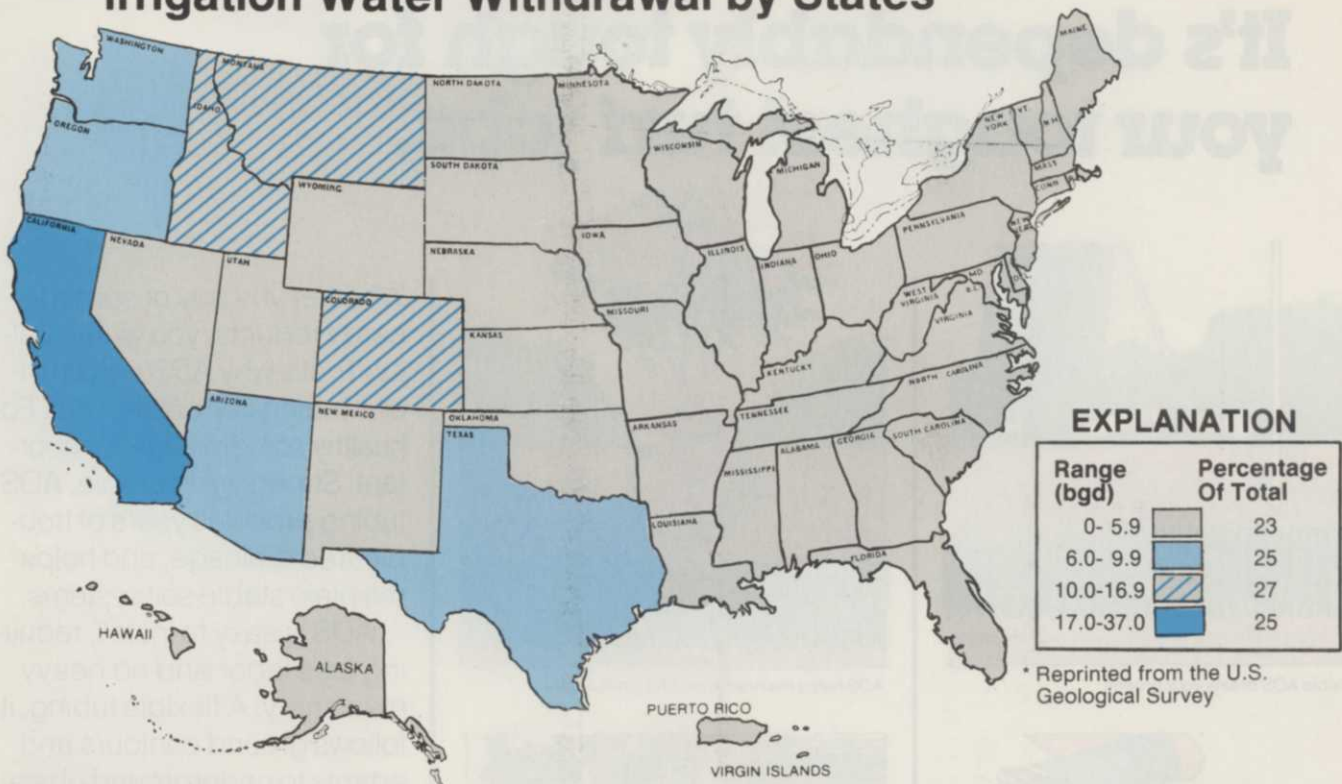 Irrigation Water Withdrawal by States
WASHINGTON
MONTANA
IDAHO
OREGON
NORTH DAKOTA
MINNESOTA
SOUTH DAKOTA
WISCONSIN
MICHIGAN
MAINE
NEW
YORK
VT.
N.H.
MASS
CONN
WYOMING
CALIFORNIA
NEVADA
UTAH
NEBRASKA
IOWA
ILLINOIS
INDIANA
OHIO
PENNSYLVANIA
NEW
WEST
VIRGINIA
MD
VIRGINIA
COLORADO
KANSAS
MISSOURI
KENTUCKY
NORTH CAROLINA
TENNESSEE
ARIZONA
NEW MEXICO
OKLAHOMA
TEXAS
ARKANSAS
SOUTH CAROLINA
MISSISSIPPI
ALABAMA
GEORGIA
LOUISIANA
FLORIDA
HAWAII
ALASKA
PUERTO RICO
VIRGIN ISLANDS
EXPLANATION
Range Percentage
(bgd) Of Total
0- 5.9 23
6.0- 9.9 25
10.0-16.9 27
17.0-37.0 25
* Reprinted from the U.S.
Geological Survey